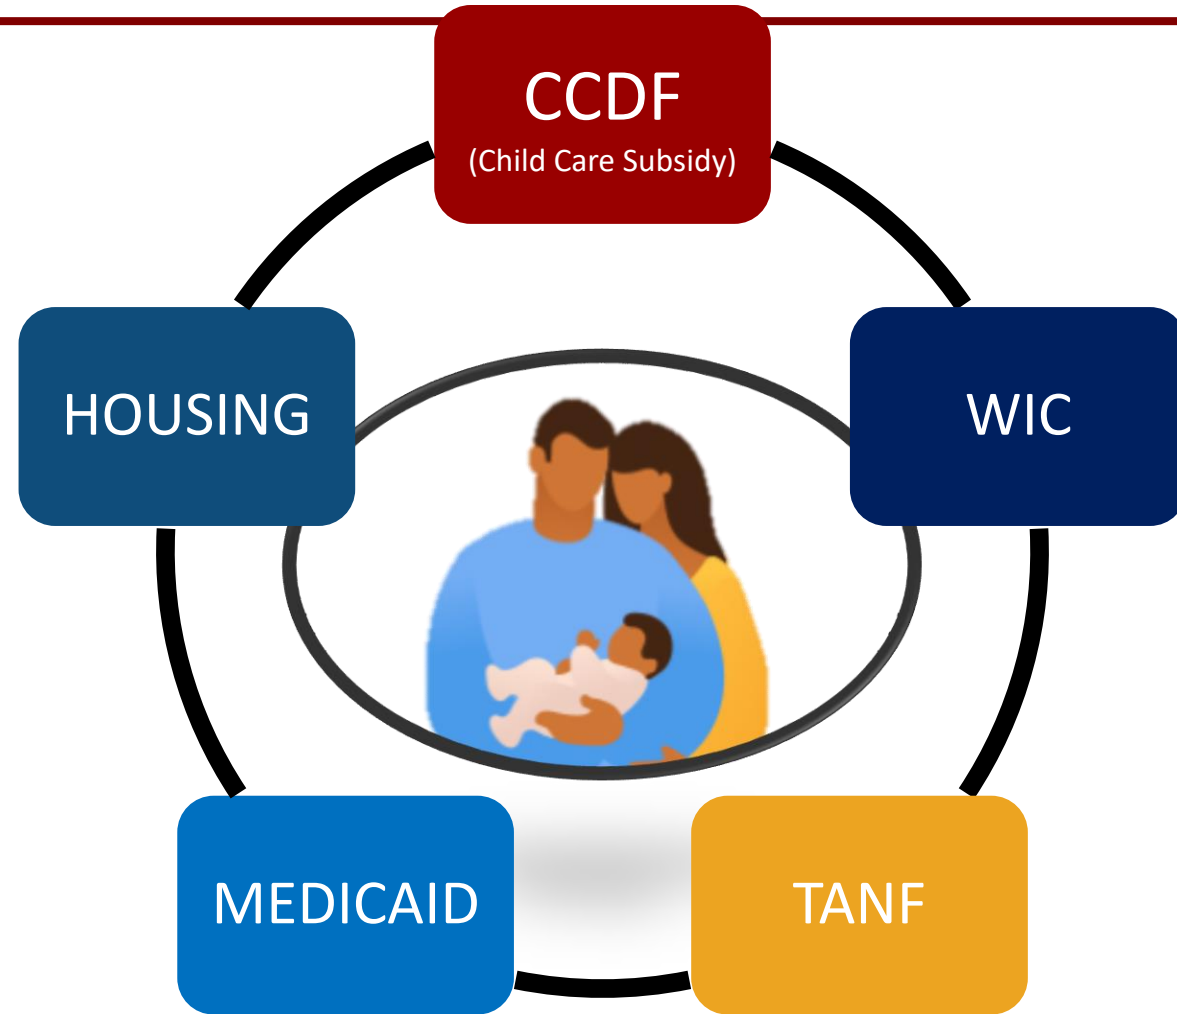 CCDF
(Child Care Subsidy)
HOUSING
WIC
MEDICAID
TANF